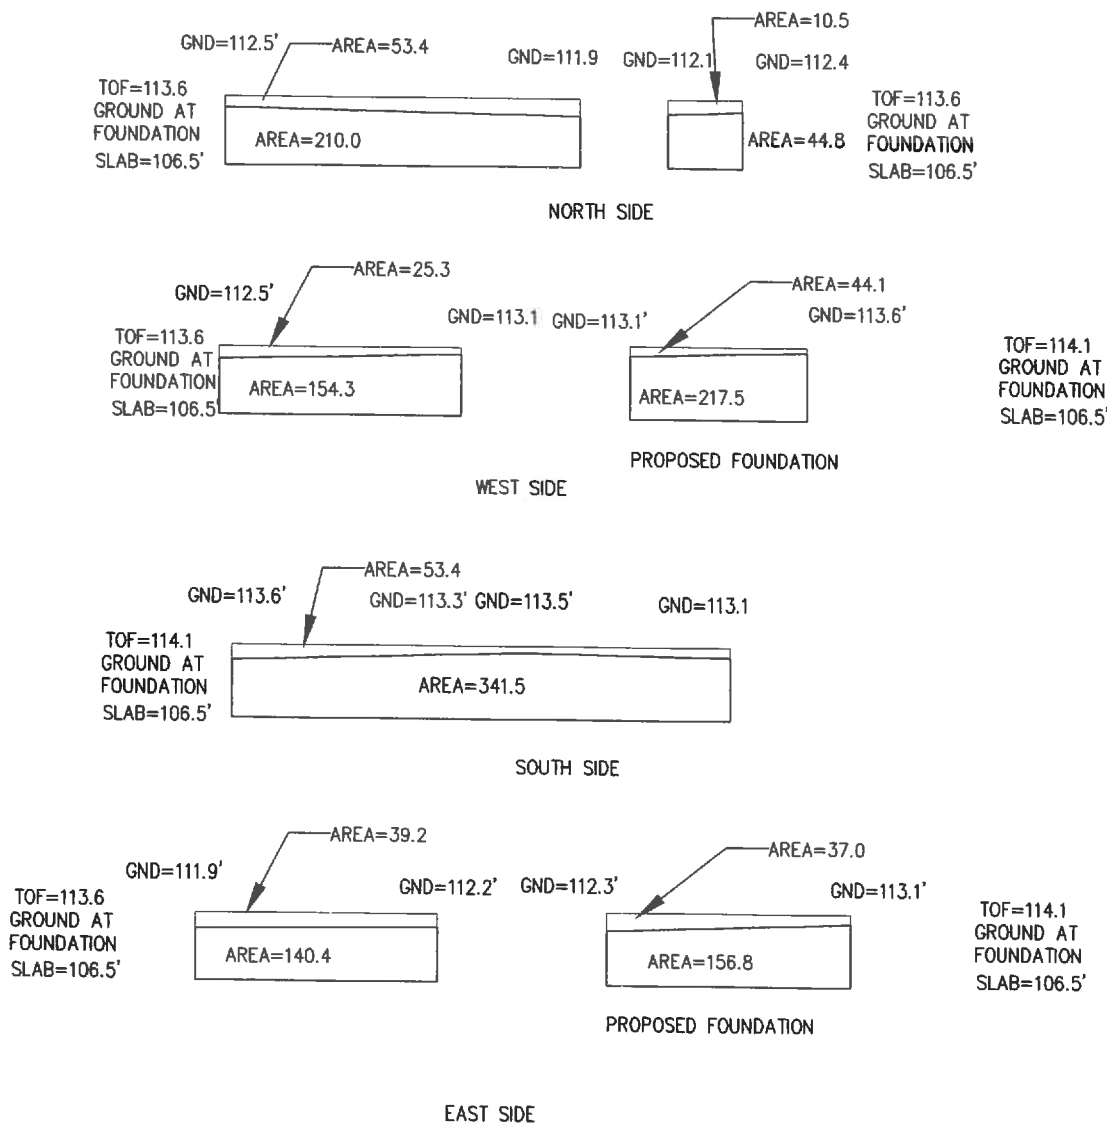 AREA=10.5
GND=112.5' AREA=53.4 GND=111.9 GND=112.1 GND=112.4
TOF=113.6
GROUND AT
FOUNDATION
SLAB=106.5'
AREA=210.0
AREA=44.8
TOF=113.6
GROUND AT
FOUNDATION
SLAB=106.5'
NORTH SIDE
AREA=25.3
GND=112.5'
GND=113.1
TOF=113.6
GROUND AT
FOUNDATION
SLAB=106.5'
AREA=154.3
AREA=44.1
GND=113.1' GND=113.6'
AREA=217.5
TOF=114.1
GROUND AT
FOUNDATION
SLAB=106.5'
PROPOSED FOUNDATION
WEST SIDE
AREA=53.4
GND=113.6' GND=113.3' GND=113.5' GND=113.1
TOF=114.1
GROUND AT
FOUNDATION
SLAB=106.5'
AREA=341.5
SOUTH SIDE
AREA=39.2
GND=111.9'
GND=112.2'
TOF=113.6
GROUND AT
FOUNDATION
SLAB=106.5'
AREA=140.4
AREA=37.0
GND=112.3' GND=113.1'
AREA=156.8
TOF=114.1
GROUND AT
FOUNDATION
SLAB=106.5'
PROPOSED FOUNDATION
EAST SIDE